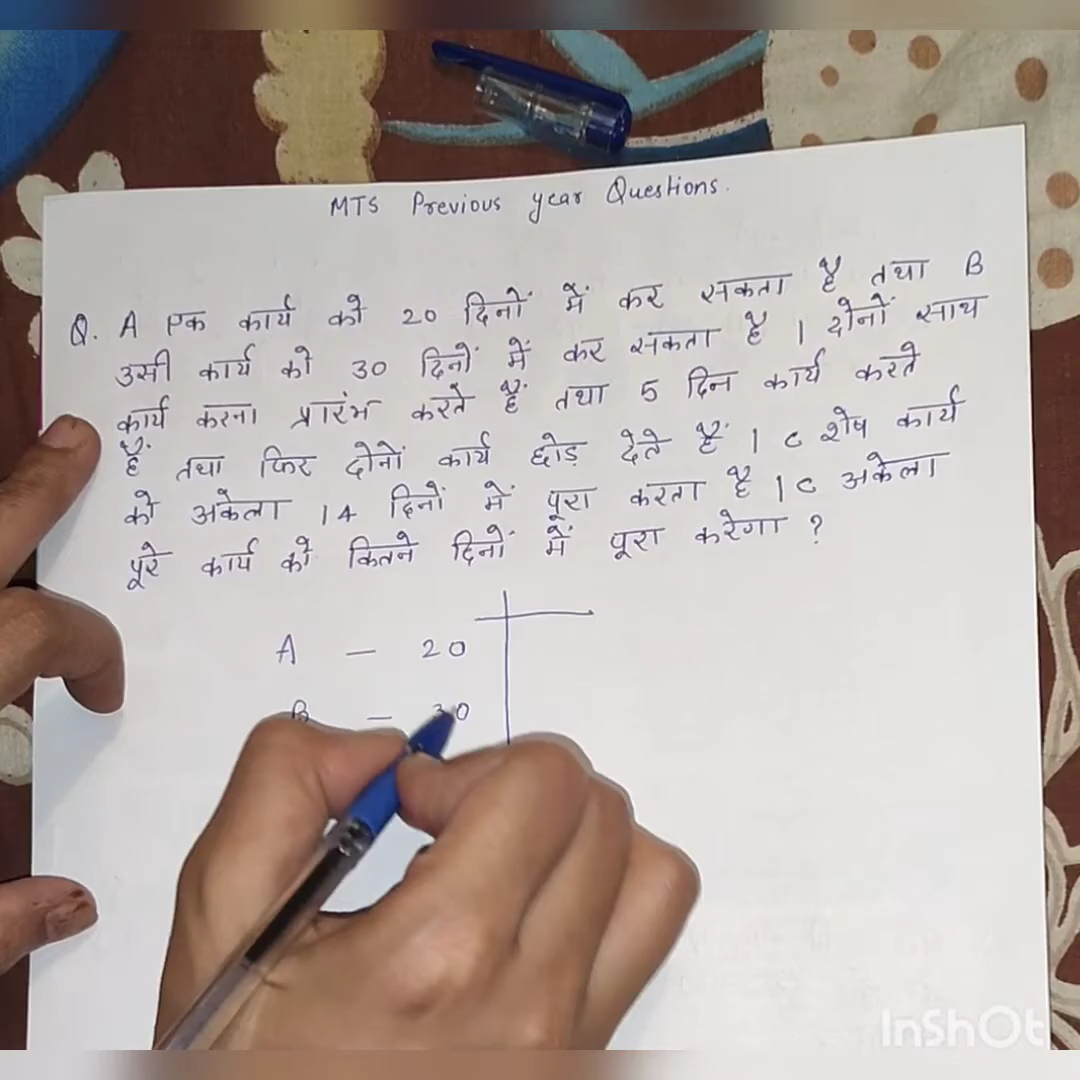 MTS Previous year Questions.
Q. A एक कार्य को 20 दिनों में कर सकता है तथा B
उसी कार्य को 30 दिनों में कर सकता है । दोनों साथ
कार्य करना प्रारंभ करते हैं तथा 5 दिन कार्य करते
हैं तथा फिर दोनों कार्य छोड़ देते हैं । C शेष कार्य
को अकेला 14 दिनों में पूरा करता है । C अकेला
पूरे कार्य को कितने दिनों में पूरा करेगा ?
A — 20
B — 30
InShOt